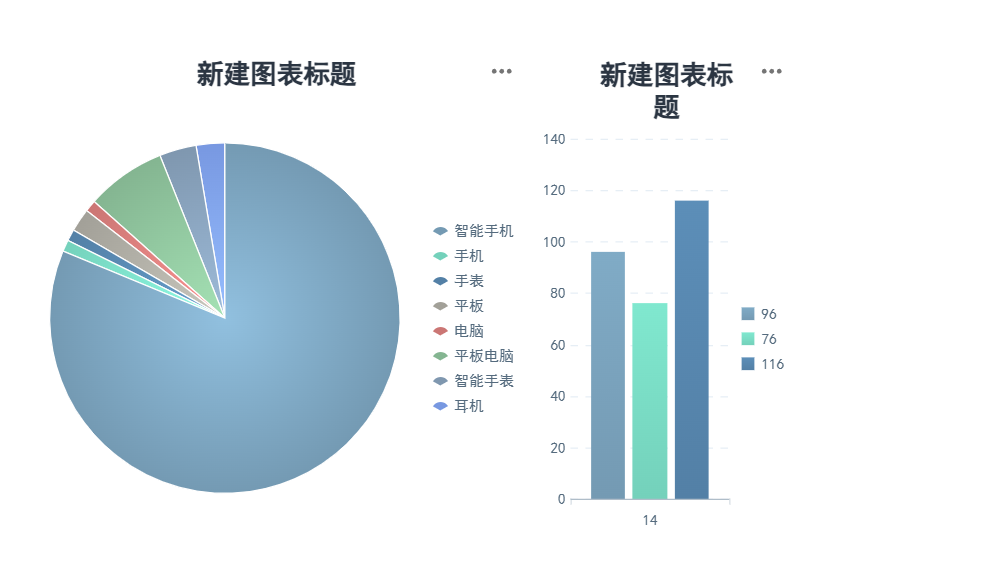 新建图表标题
智能手机
手机
手表
平板
电脑
平板电脑
智能手表
耳机
新建图表标
题
140
120
100
80
60
40
20
0
14
96
76
116